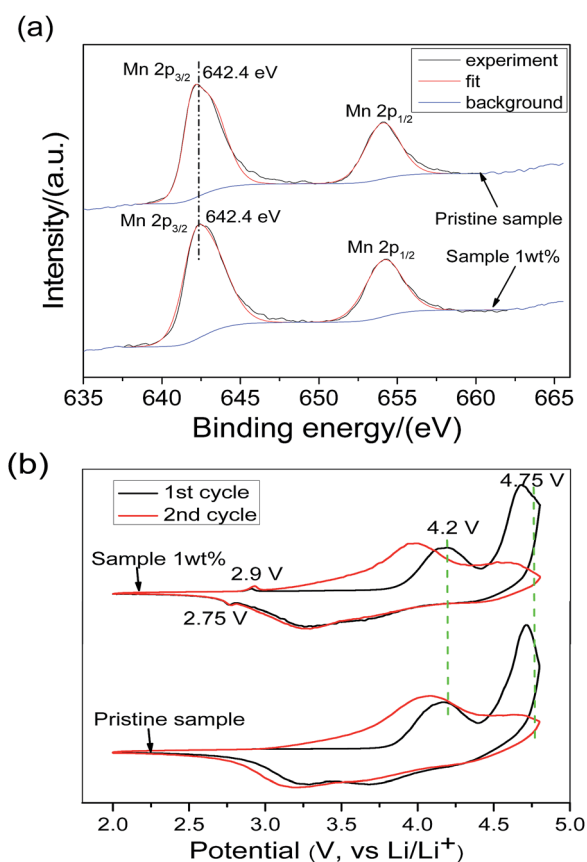 (a)
Mn 2p3/2
642.4 eV
experiment
fit
background
Mn 2p1/2
Pristine sample
Mn 2p3/2
642.4 eV
Mn 2p1/2
Sample 1wt%
Intensity/(a.u.)
635 640 645 650 655 660 665
Binding energy/(eV)
(b)
1st cycle
2nd cycle
4.75 V
4.2 V
Sample 1wt%
2.9 V
2.75 V
Pristine sample
2.0 2.5 3.0 3.5 4.0 4.5 5.0
Potential (V, vs Li/Li+)